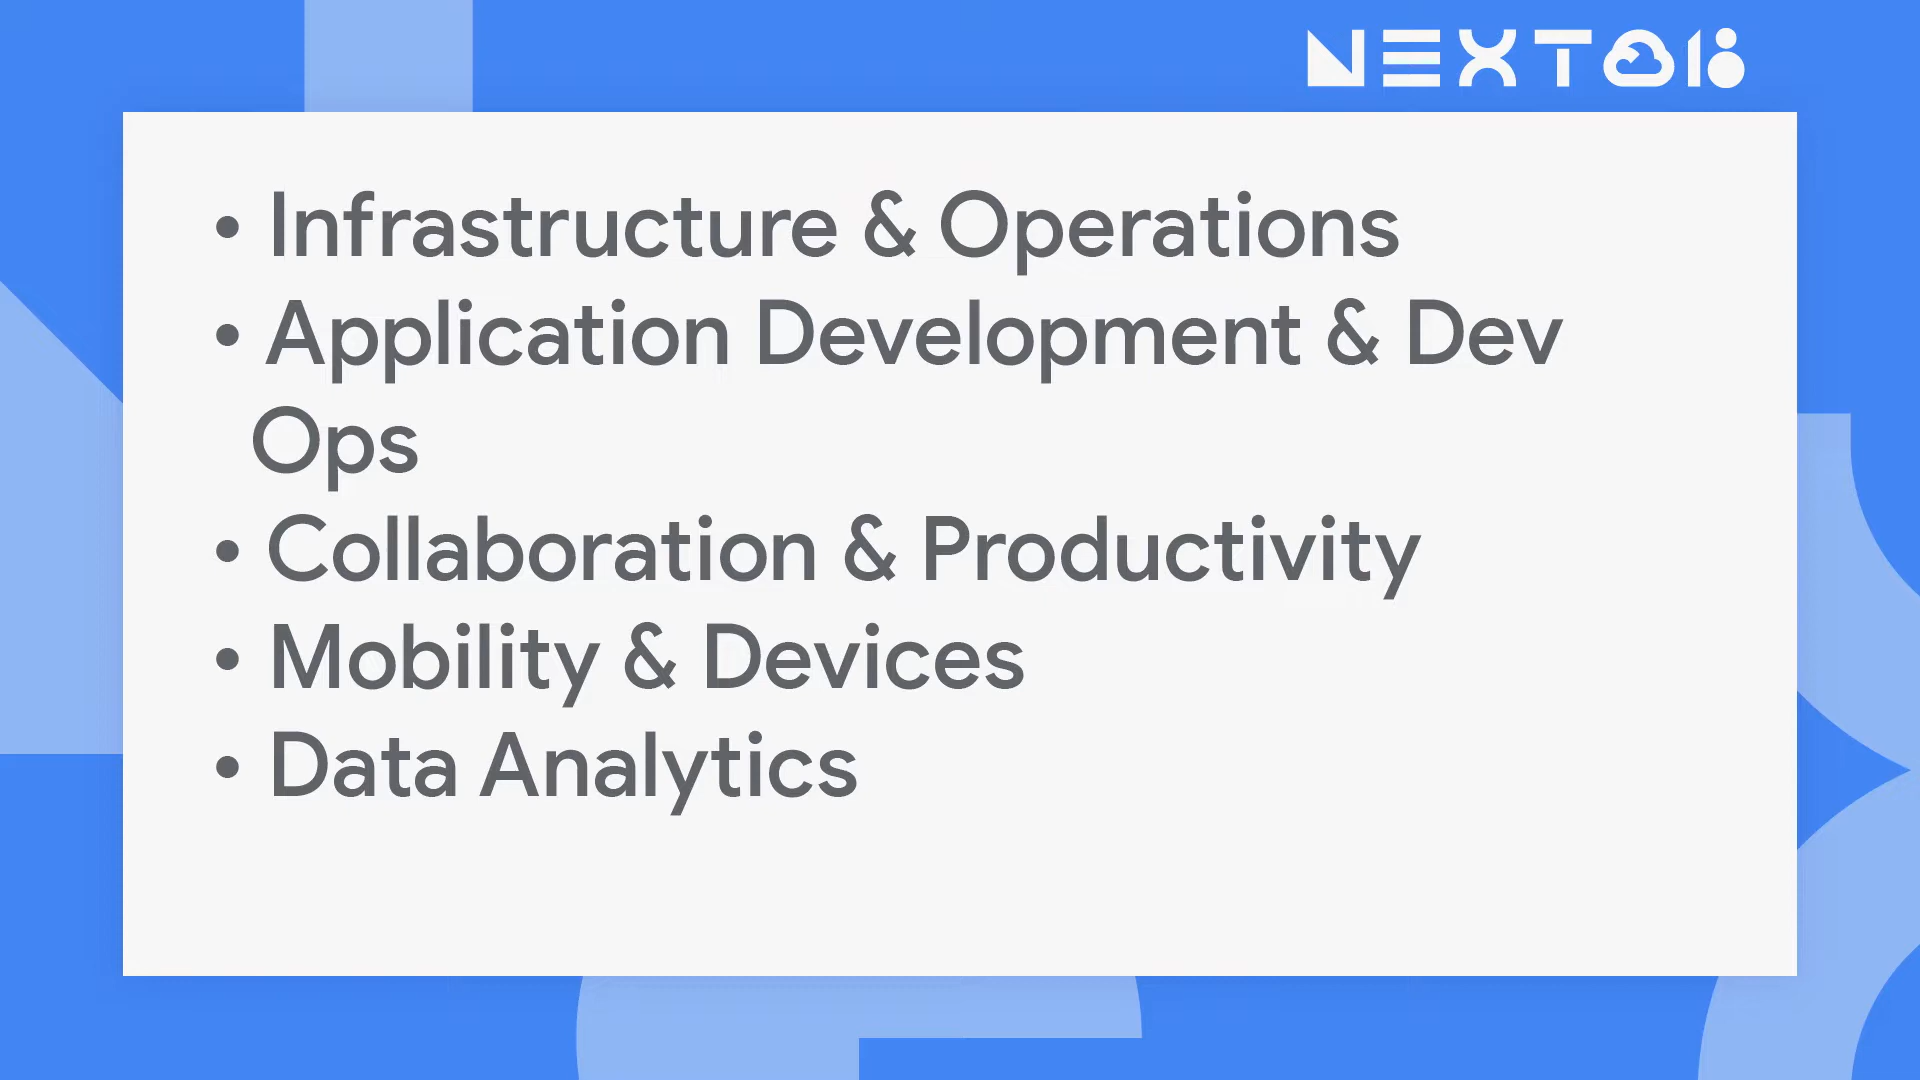 NEXT 18
• Infrastructure & Operations
• Application Development & Dev
Ops
• Collaboration & Productivity
• Mobility & Devices
• Data Analytics